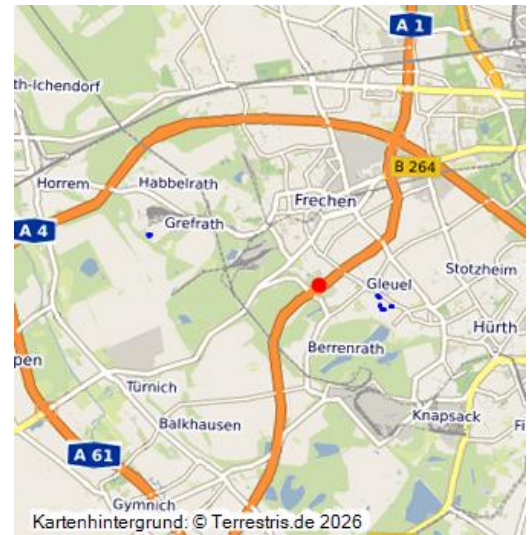 A 1
th-Ichendorf
B 264
Horrem
Habbelrath
Frechen
Grefrath
A 4
Gleuel
Stotzheim
Hürth
Berrenrath
pen
Türnich
Knapsack
Balkhausen
Fi
A 61
Gymnich
Kartenhintergrund: © Terrestris.de 2026